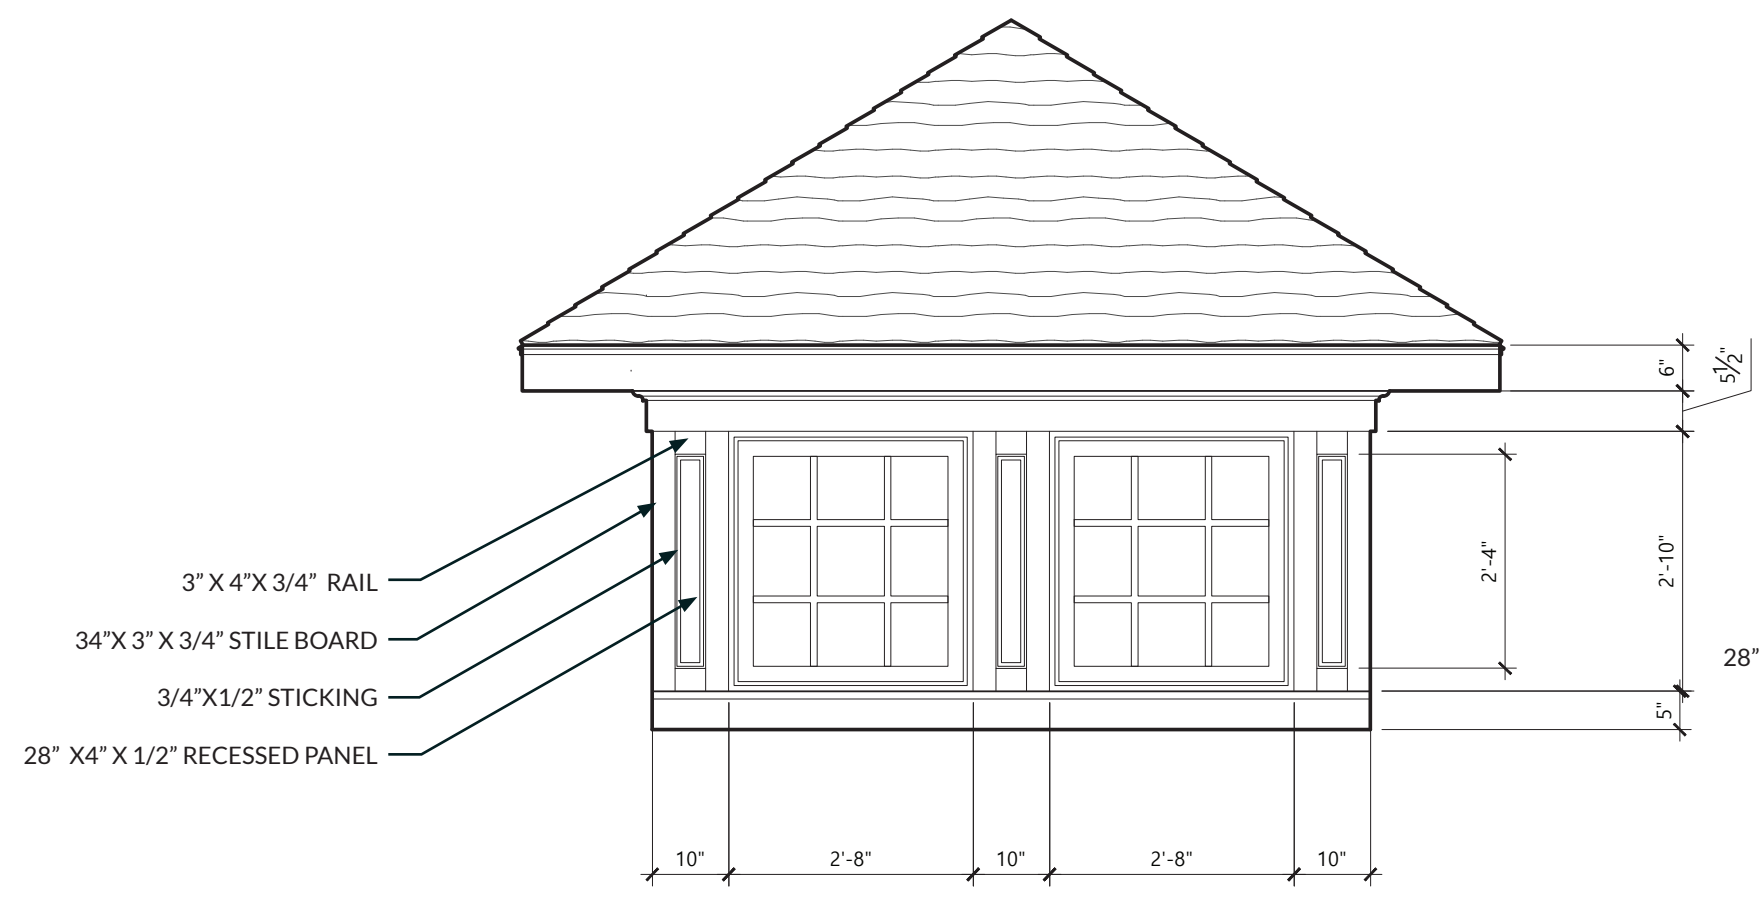 6"
5½"
2'-4"
2'-10"
3” X 4”X 3/4”  RAIL
34”X 3” X 3/4” STILE BOARD
3/4”X1/2” STICKING
28”  X4” X 1/2” RECESSED PANEL
28”
5"
10"
2'-8"
10"
2'-8"
10"